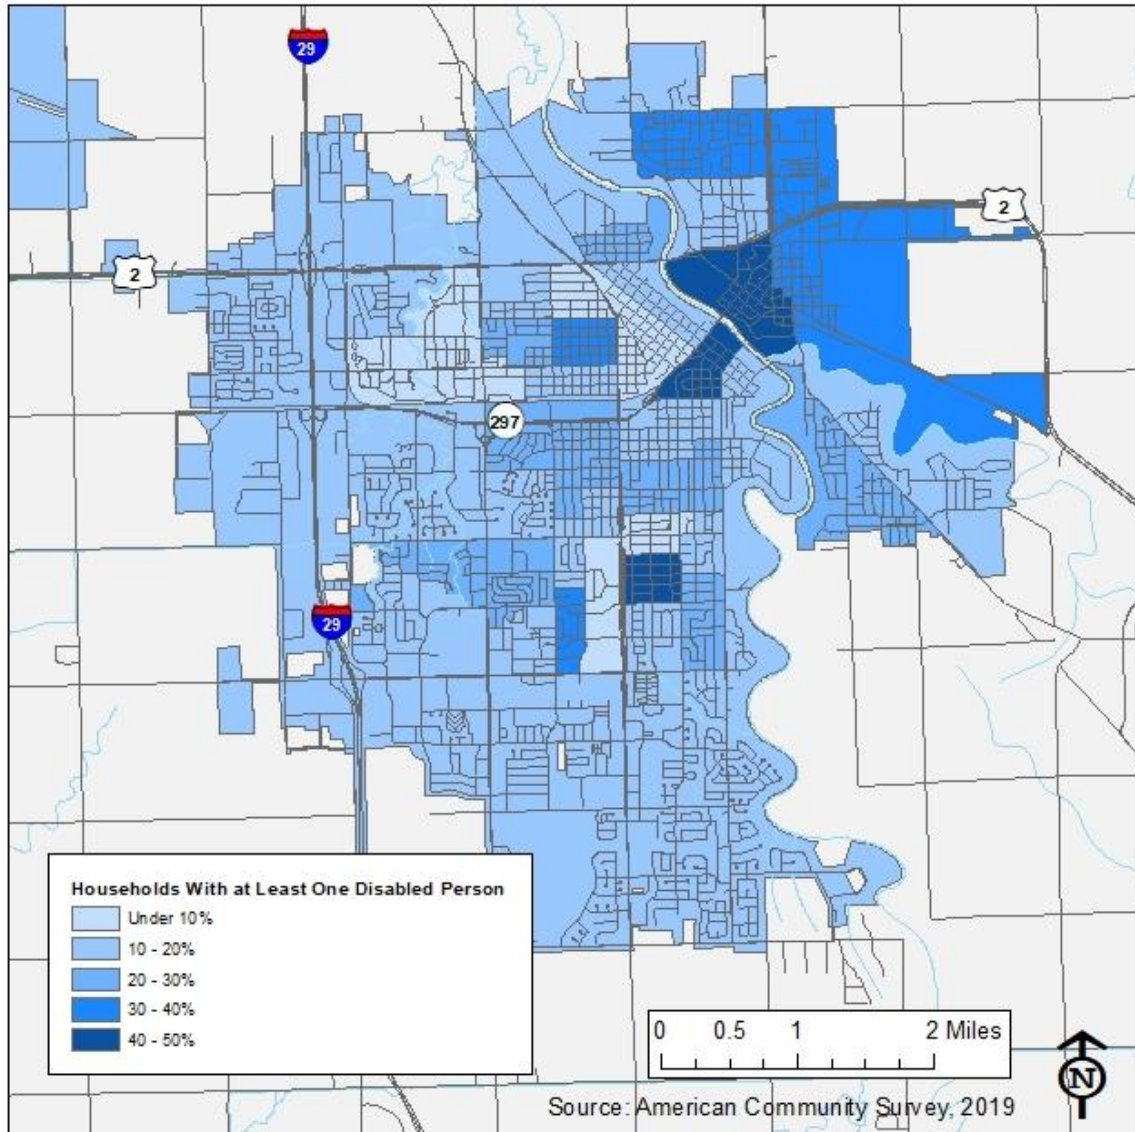 29
2
2
297
29
Households With at Least One Disabled Person
Under 10%
10 - 20%
20 - 30%
30 - 40%
40 - 50%
0 0.5 1 2 Miles
N
Source: American Community Survey, 2019